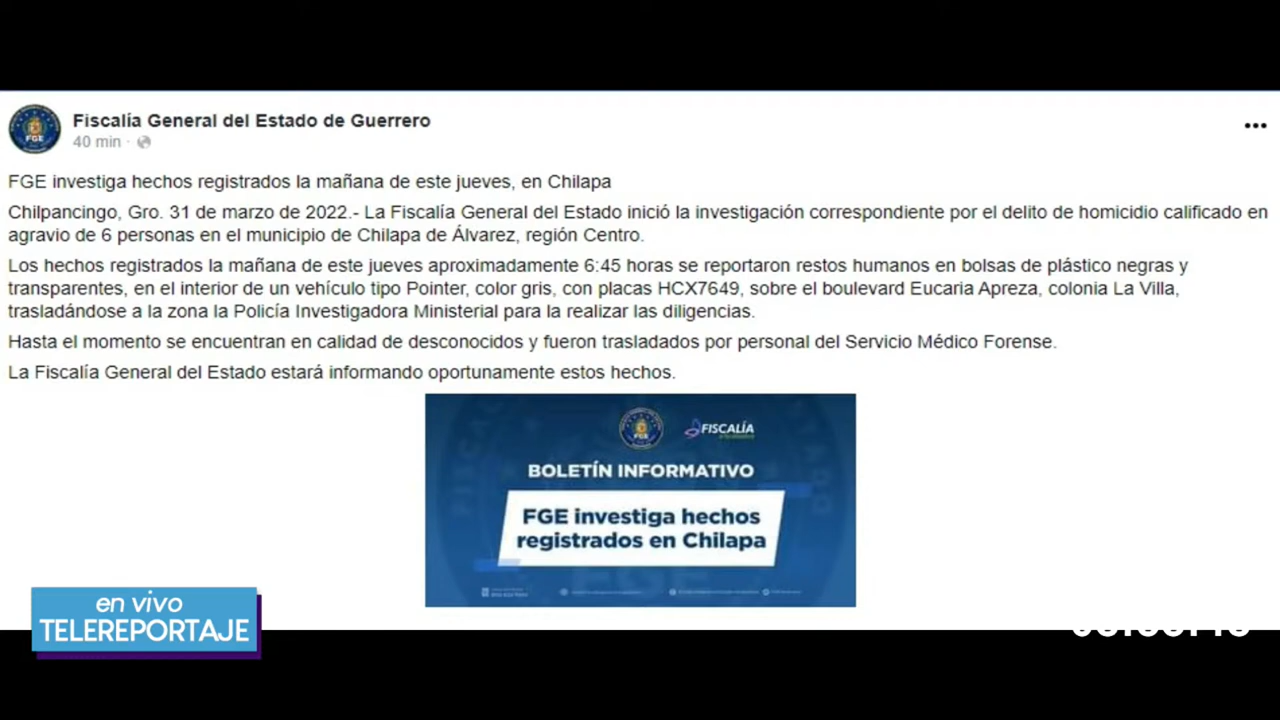 Fiscalía General del Estado de Guerrero
40 min ·
FGE investiga hechos registrados la mañana de este jueves, en Chilapa
Chilpancingo, Gro. 31 de marzo de 2022.- La Fiscalía General del Estado inició la investigación correspondiente por el delito de homicidio calificado en
agravio de 6 personas en el municipio de Chilapa de Álvarez, región Centro.
Los hechos registrados la mañana de este jueves aproximadamente 6:45 horas se reportaron restos humanos en bolsas de plástico negras y
transparentes, en el interior de un vehículo tipo Pointer, color gris, con placas HCX7649, sobre el boulevard Eucaria Apreza, colonia La Villa,
trasladándose a la zona la Policía Investigadora Ministerial para la realizar las diligencias.
Hasta el momento se encuentran en calidad de desconocidos y fueron trasladados por personal del Servicio Médico Forense.
La Fiscalía General del Estado estará informando oportunamente estos hechos.
FGE
FISCALÍA
BOLETÍN INFORMATIVO
FGE investiga hechos
registrados en Chilapa
en vivo
TELEREPORTAJE